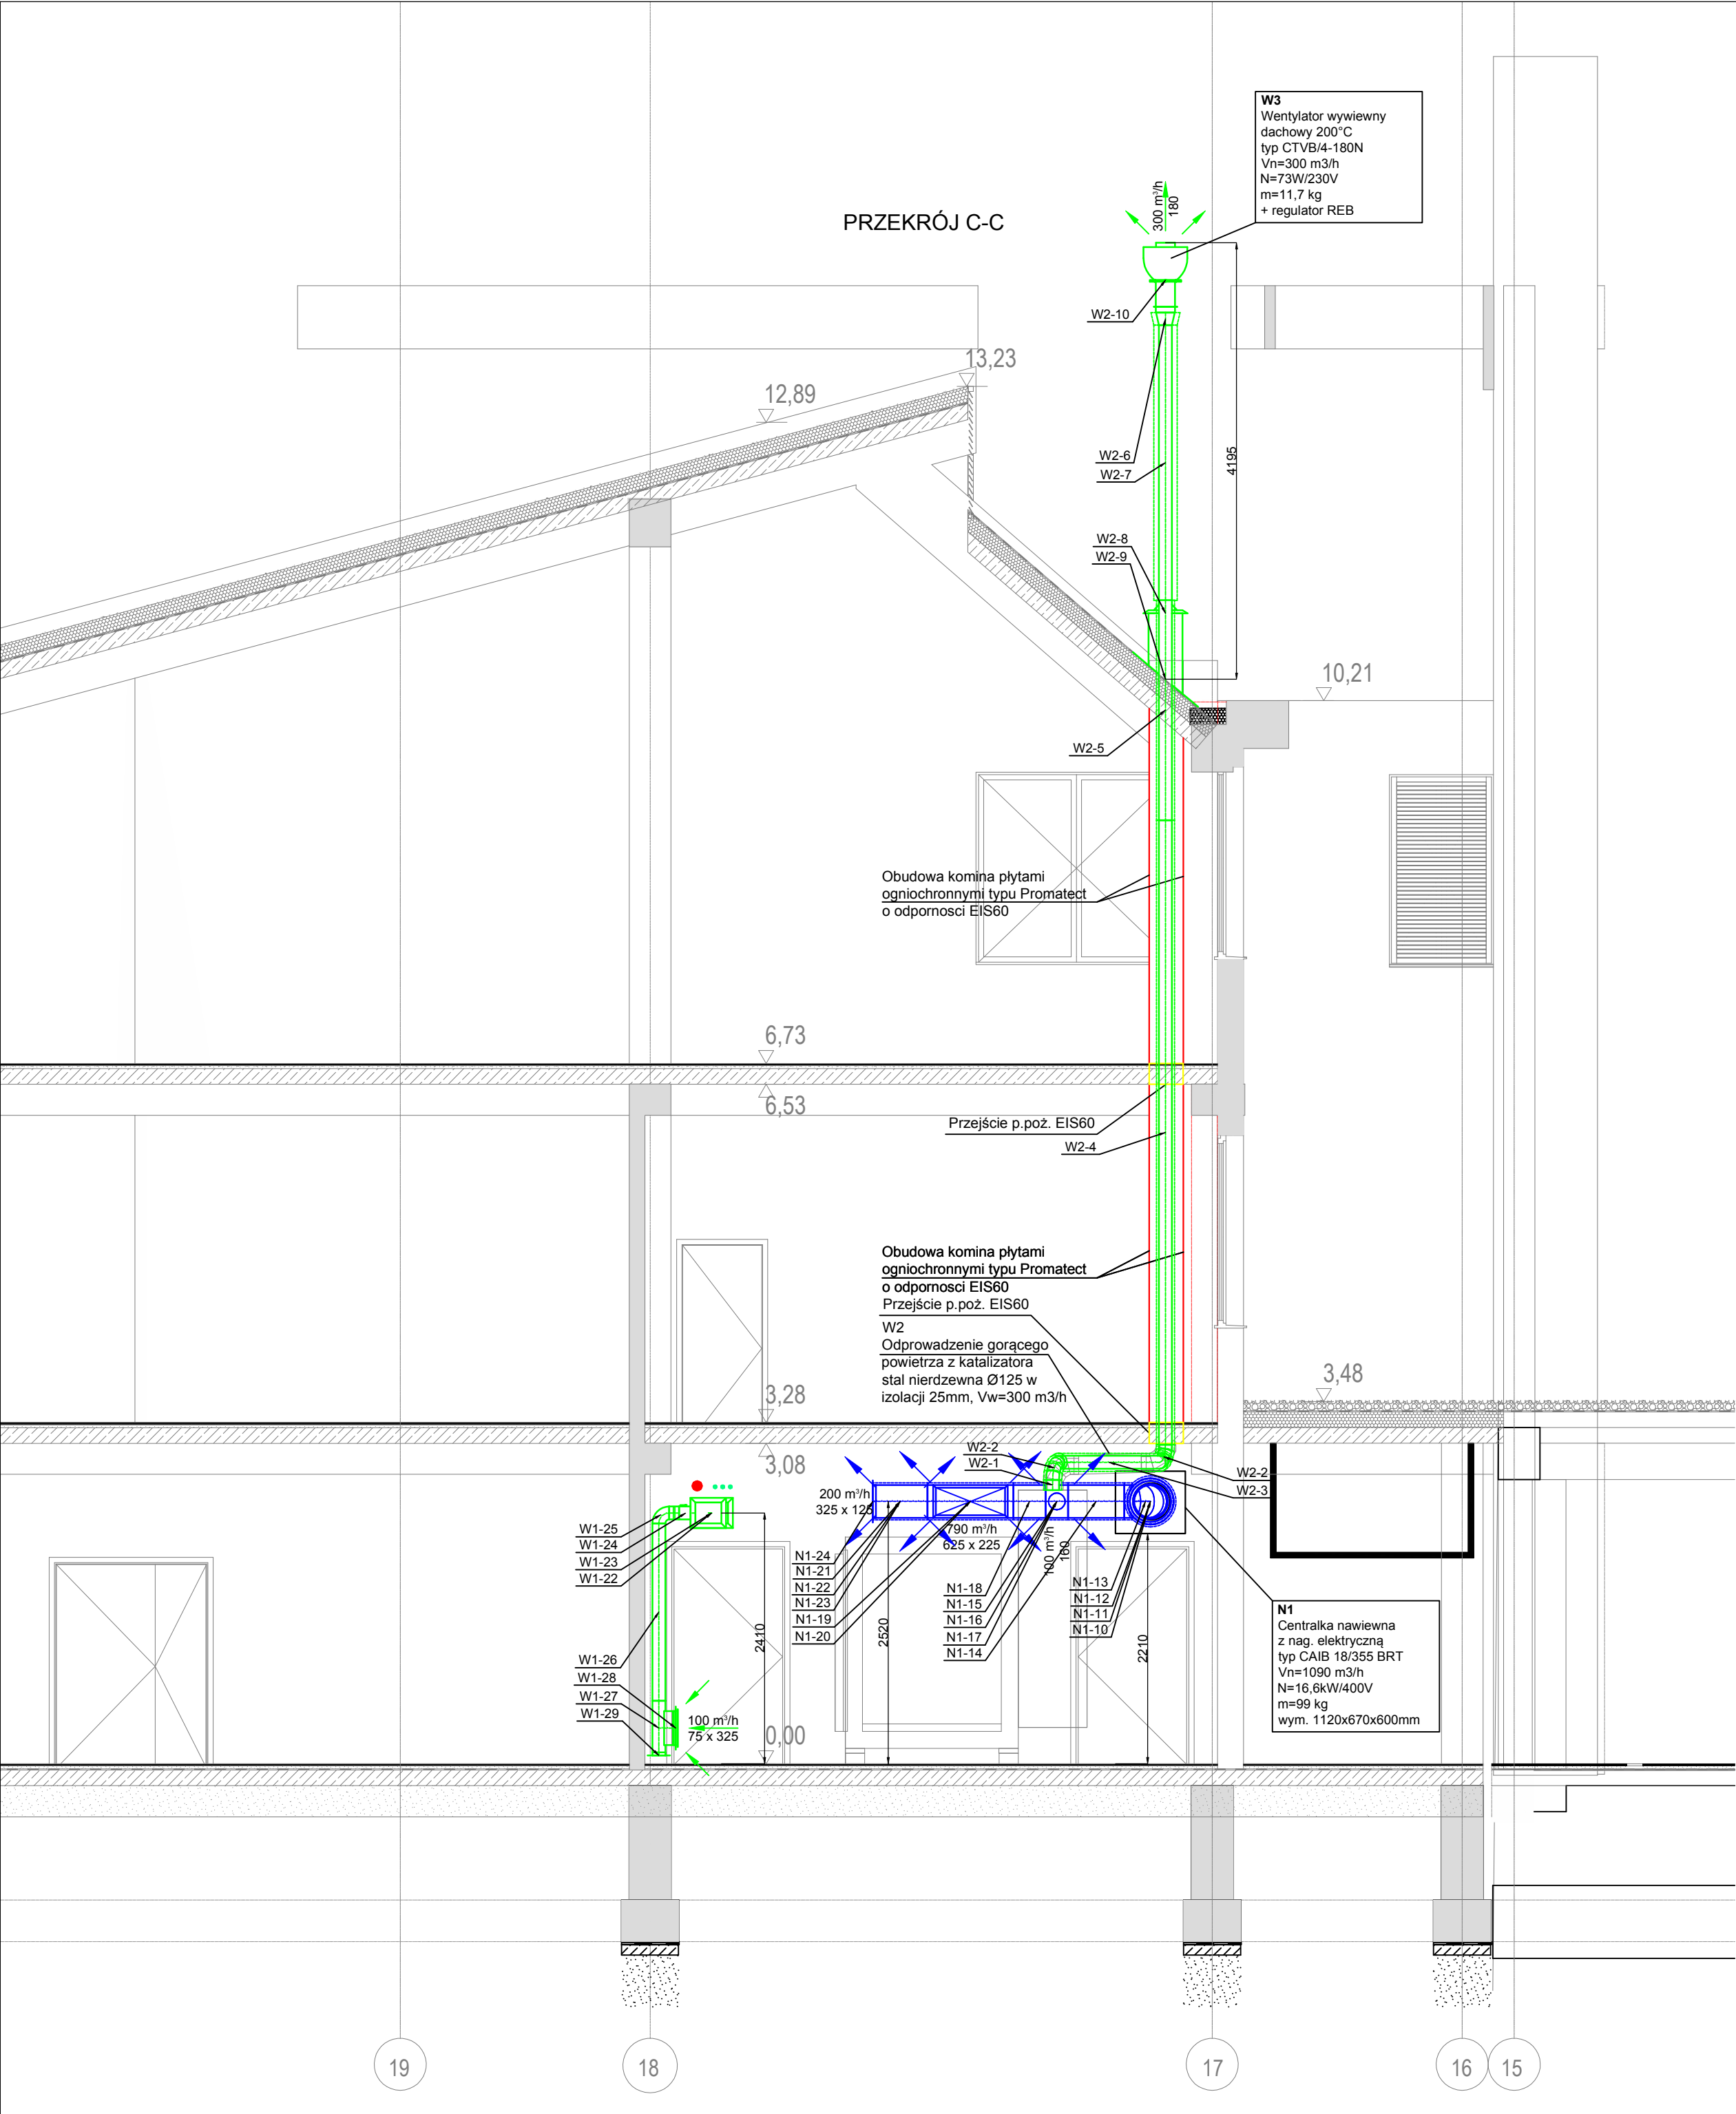 W3
Wentylator wywiewny
dachowy 200°C
typ CTVB/4-180N
Vn=300 m3/h
N=73W/230V
m=11,7 kg
+ regulator REB
300 m³/h
180
PRZEKRÓJ C-C
W2-10
13,23
12,89
W2-6
W2-7
4195
W2-8
W2-9
10,21
W2-5
Obudowa komina płytami
ogniochronnymi typu Promatect
o odpornosci EIS60
6,73
6,53
Przejście p.poż. EIS60
W2-4
Obudowa komina płytami
ogniochronnymi typu Promatect
o odpornosci EIS60
Przejście p.poż. EIS60
W2
Odprowadzenie gorącego
powietrza z katalizatora
stal nierdzewna Ø125 w
izolacji 25mm, Vw=300 m3/h
3,48
3,28
3,08
W2-2
W2-1
W2-2
W2-3
200 m³/h
325 x 125
790 m³/h
625 x 225
100 m³/h
160
W1-25
W1-24
W1-23
W1-22
N1-24
N1-21
N1-22
N1-23
N1-19
N1-20
N1-18
N1-15
N1-16
N1-17
N1-14
N1-13
N1-12
N1-11
N1-10
2410
2520
2210
N1
Centralka nawiewna
z nag. elektryczną
typ CAIB 18/355 BRT
Vn=1090 m3/h
N=16,6kW/400V
m=99 kg
wym. 1120x670x600mm
W1-26
W1-28
W1-27
W1-29
100 m³/h
75 x 325
0,00
19
18
17
16
15